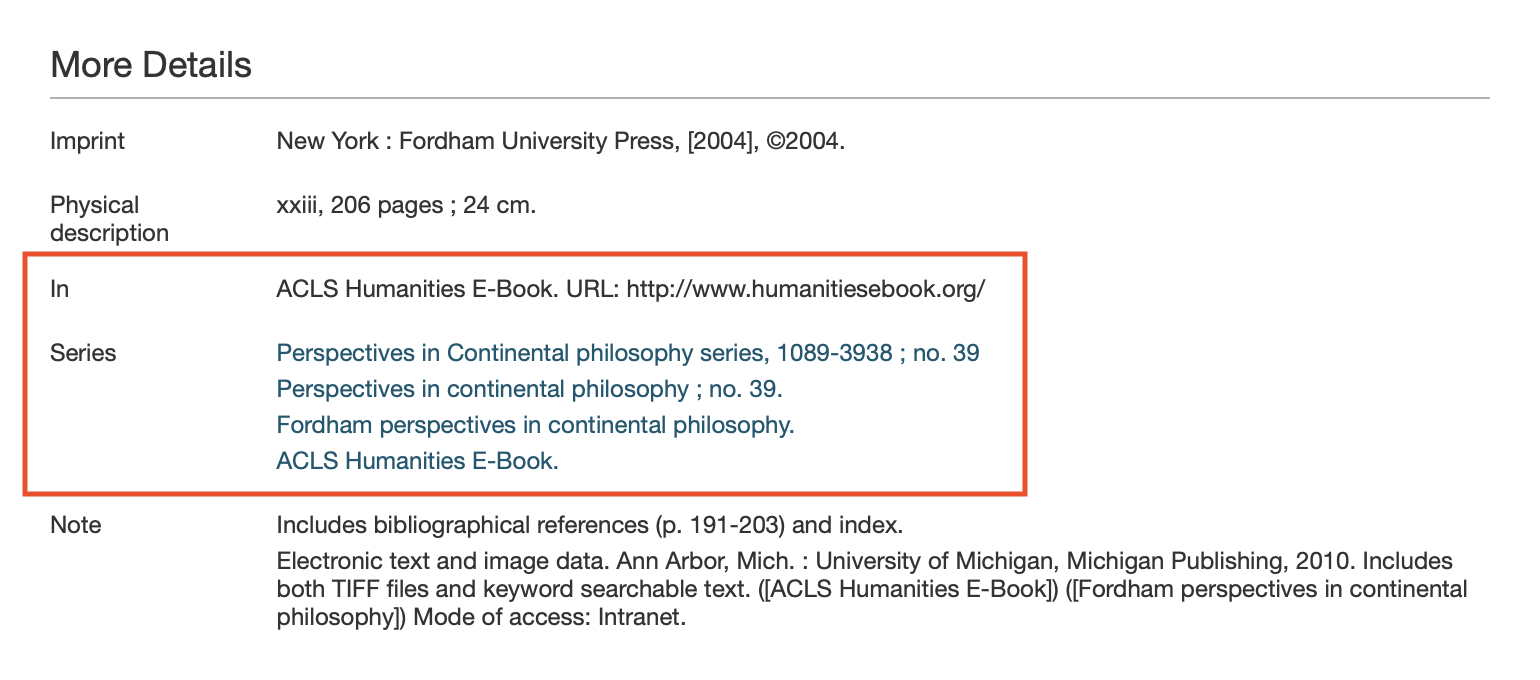 More Details
Imprint
New York : Fordham University Press, [2004], ©2004.
Physical
description
xxiii, 206 pages ; 24 cm.
In
ACLS Humanities E-Book. URL: http://www.humanitiesebook.org/
Series
Perspectives in Continental philosophy series, 1089-3938 ; no. 39
Perspectives in continental philosophy ; no. 39.
Fordham perspectives in continental philosophy.
ACLS Humanities E-Book.
Note
Includes bibliographical references (p. 191-203) and index.
Electronic text and image data. Ann Arbor, Mich. : University of Michigan, Michigan Publishing, 2010. Includes
both TIFF files and keyword searchable text. ([ACLS Humanities E-Book]) ([Fordham perspectives in continental
philosophy]) Mode of access: Intranet.